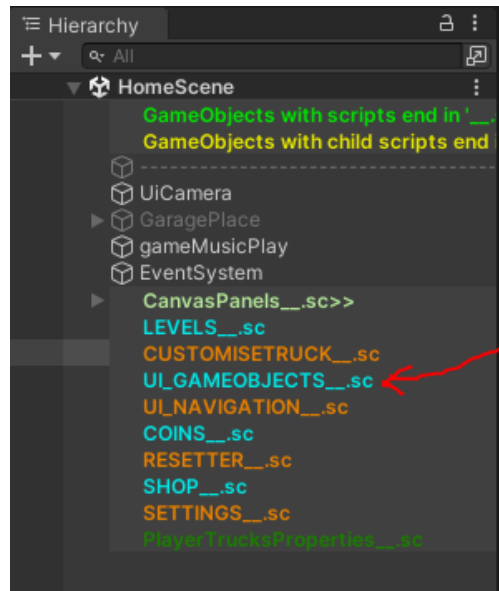 Hierarchy
All
HomeScene
GameObjects with scripts end in '__.
GameObjects with child scripts end
--------------------------------------
UiCamera
GaragePlace
gameMusicPlay
EventSystem
CanvasPanels__.sc>>
LEVELS__.sc
CUSTOMISETRUCK__.sc
UI_GAMEOBJECTS__.sc
UI_NAVIGATION__.sc
COINS__.sc
RESETTER__.sc
SHOP__.sc
SETTINGS__.sc
PlayerTrucksProperties__.sc